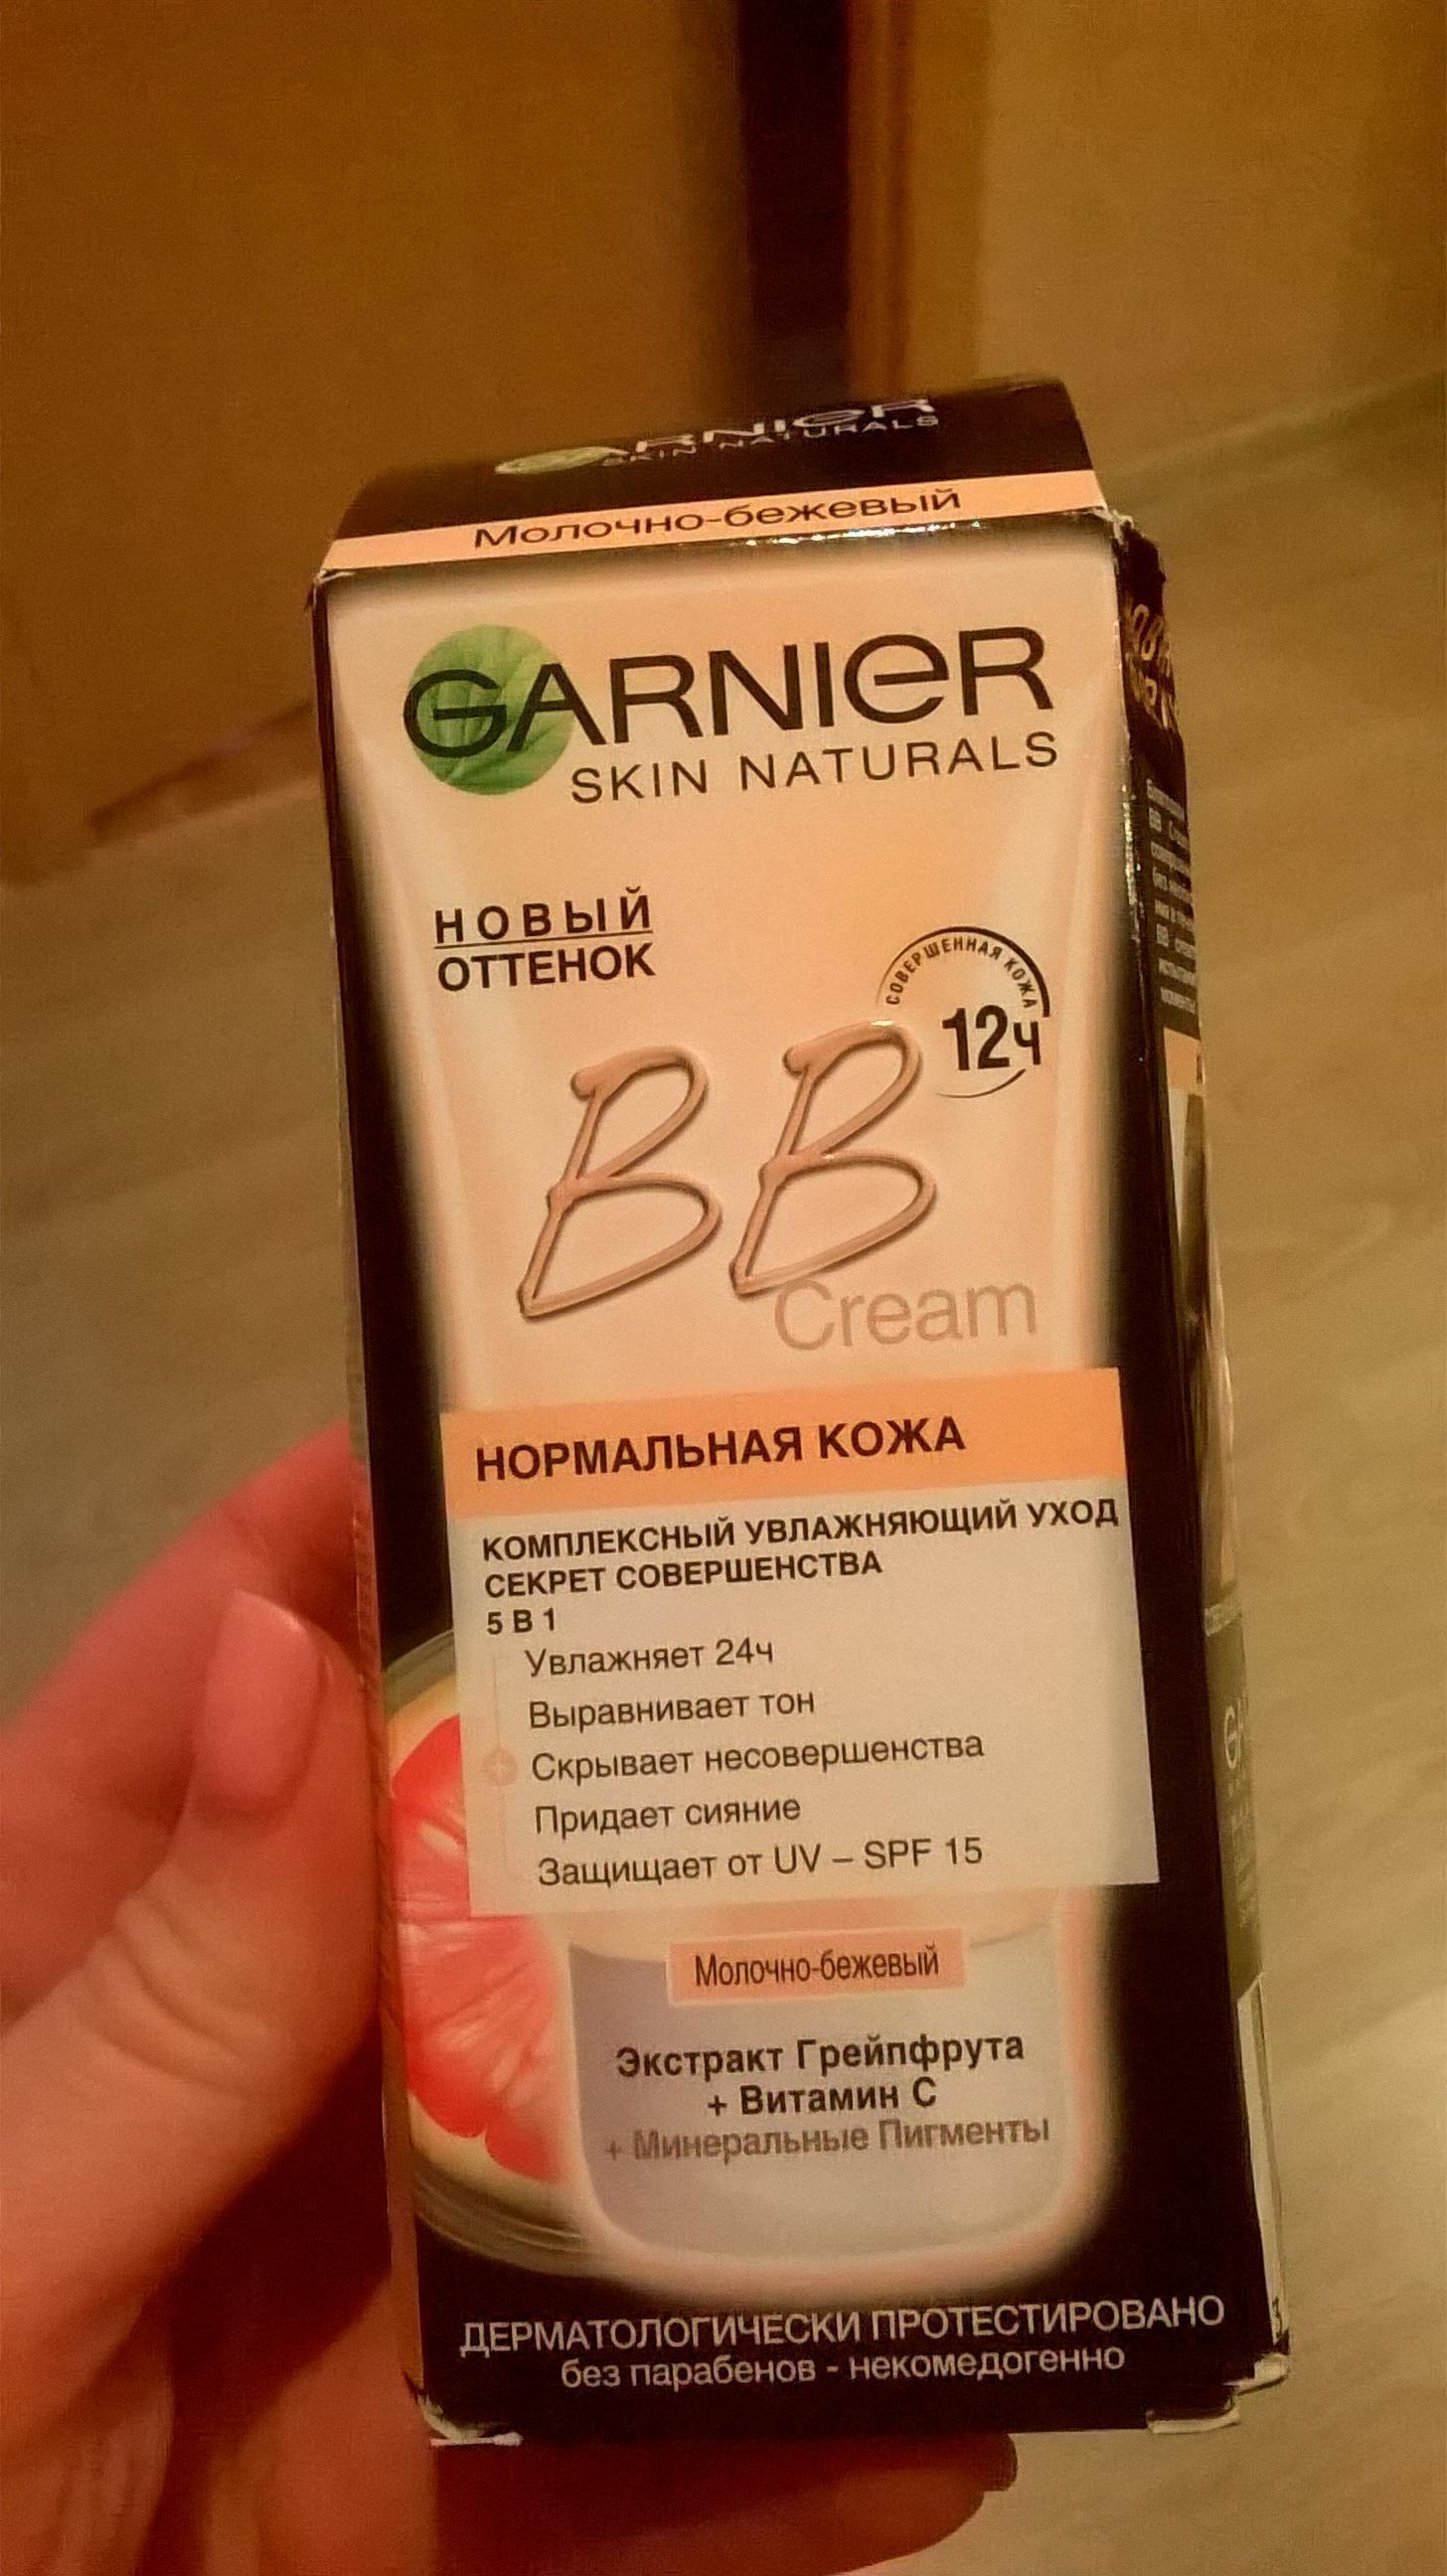 GARNIER
SKIN NATURALS
Молочно-бежевый
GARNIER
SKIN NATURALS
НОВЫЙ
ОТТЕНОК
СОВЕРШЕННАЯ КОЖА
12ч
BB
Cream
НОРМАЛЬНАЯ КОЖА
КОМПЛЕКСНЫЙ УВЛАЖНЯЮЩИЙ УХОД
СЕКРЕТ СОВЕРШЕНСТВА
5 В 1
Увлажняет 24ч
Выравнивает тон
Скрывает несовершенства
Придает сияние
Защищает от UV – SPF 15
Молочно-бежевый
Экстракт Грейпфрута
+ Витамин С
+ Минеральные Пигменты
ДЕРМАТОЛОГИЧЕСКИ ПРОТЕСТИРОВАНО
без парабенов - некомедогенно